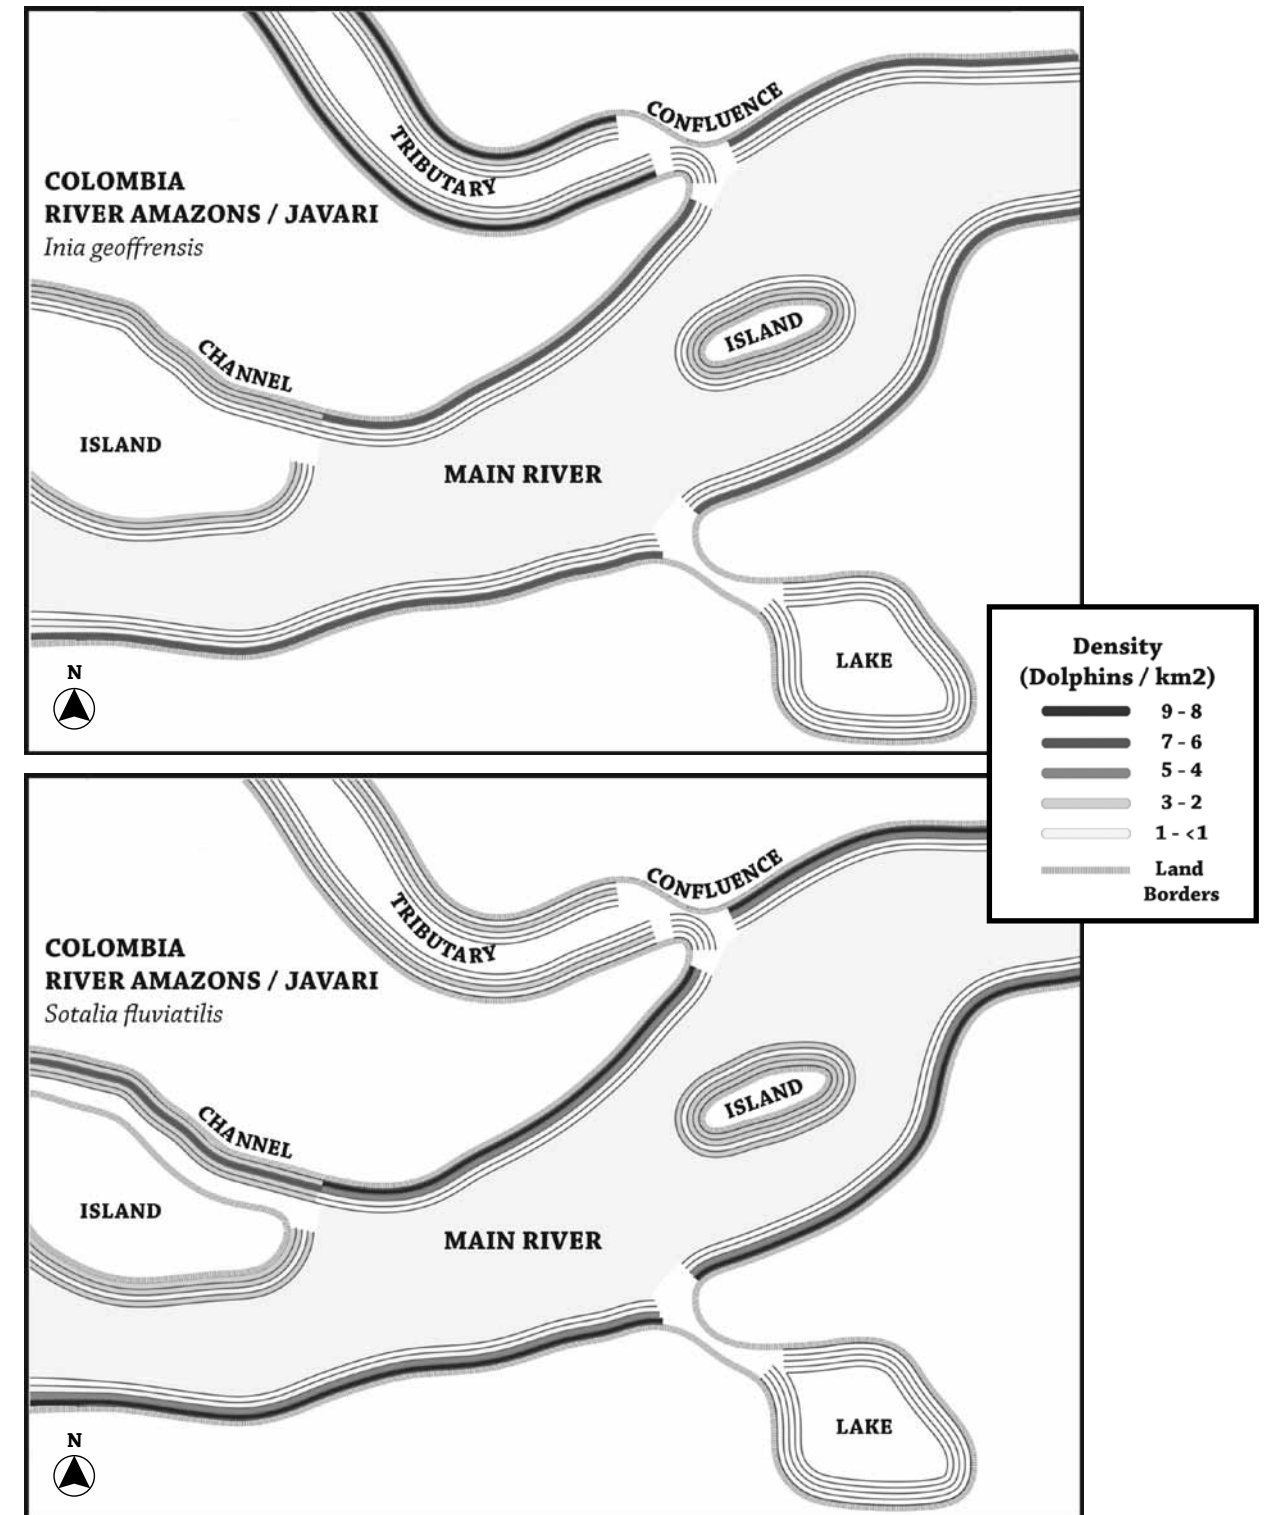 CONFLUENCE
TRIBUTARY
COLOMBIA
RIVER AMAZONS / JAVARI
Inia geoffrensis
CHANNEL
ISLAND
ISLAND
MAIN RIVER
LAKE
N
Density
(Dolphins / km2)
9 - 8
7 - 6
5 - 4
3 - 2
1 - <1
Land
Borders
CONFLUENCE
TRIBUTARY
COLOMBIA
RIVER AMAZONS / JAVARI
Sotalia fluviatilis
CHANNEL
ISLAND
ISLAND
MAIN RIVER
LAKE
N